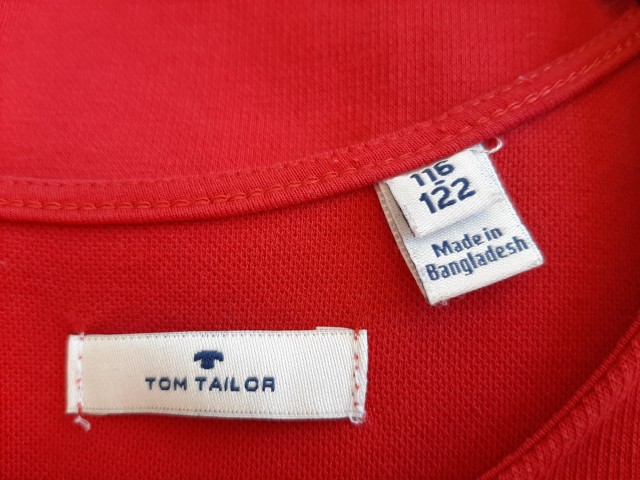 116
122
Made in
Bangladesh
TOM TAILOR